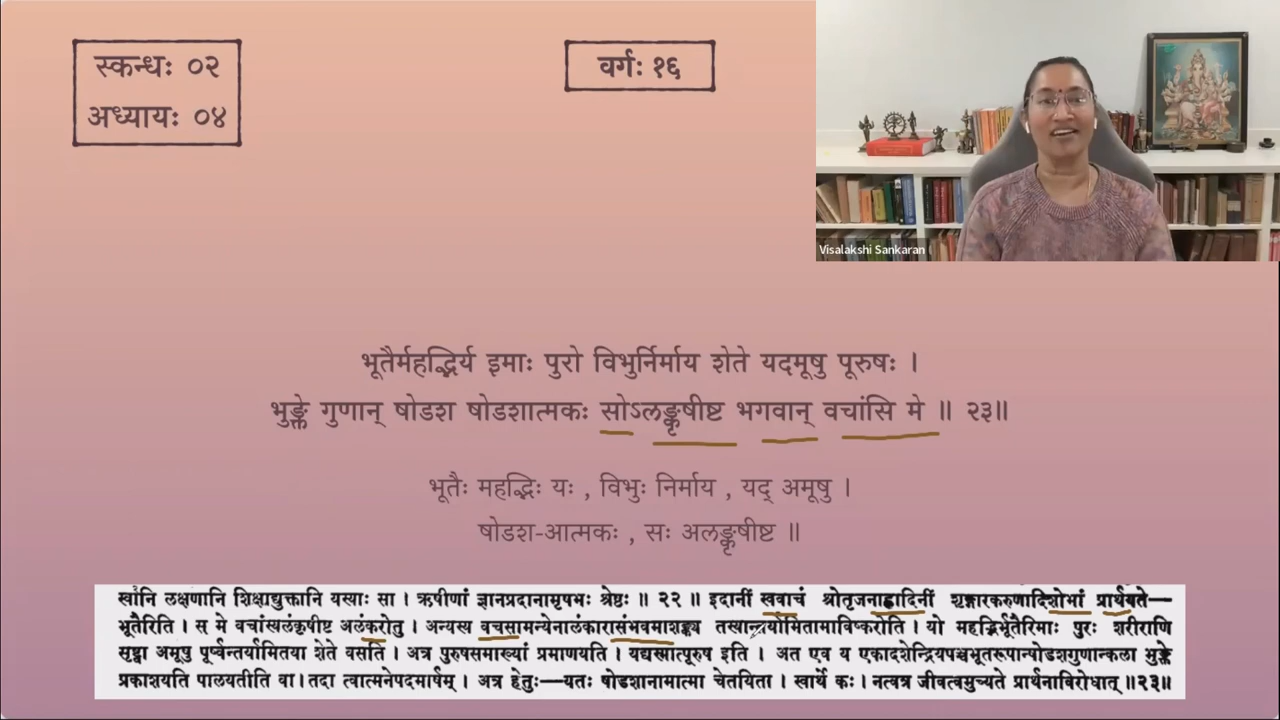 स्कन्धः ०२
अध्यायः ०४
वर्गः १६
Visalakshi Sankaran
भूतैर्महद्भिर्य इमाः पुरो विभुर्निर्माय शेते यदमूषु पूरुषः ।
भुङ्क्ते गुणान् षोडश षोडशात्मकः सोऽलङ्कृषीष्ट भगवान् वचांसि मे ॥ २३॥
भूतैः महद्भिः यः , विभुः निर्माय , यद् अमूषु ।
षोडश-आत्मकः , सः अलङ्कृषीष्ट ॥
स्वानि लक्षणानि शिक्षाद्युक्तानि यस्याः सा । ऋषीणां ज्ञानप्रदानामृषभः श्रेष्ठः ॥ २२ ॥ इदानीं स्ववाचं श्रोतृजनाह्लादिनीं शृङ्गारकरुणादिशोभां प्रार्थयते—
भूतैरिति । स मे वचांस्यलंकृषीष्ट अलंकरोतु । अन्यस्य वचसामन्येनालंकारासंभवमाशङ्क्य तस्यान्तर्यामितामाविष्करोति । यो महद्भिर्भूतैरिमाः पुरः शरीराणि
सृष्ट्वा अमूषु पूर्ष्वन्तर्यामितया शेते वसति । अत्र पुरुषसमाख्यां प्रमाणयति । यद्यस्मात्पूरुष इति । अत एव य एकादशेन्द्रियपञ्चभूतरूपान्षोडशगुणान्कला भुङ्क्ते
प्रकाशयति पालयतीति वा । तदा त्वात्मनेपदमार्षम् । अत्र हेतुः—यतः षोडशानामात्मा चेतयिता । स्वार्थे कः । नत्वत्र जीवत्वमुच्यते प्रार्थनाविरोधात् ॥२३॥